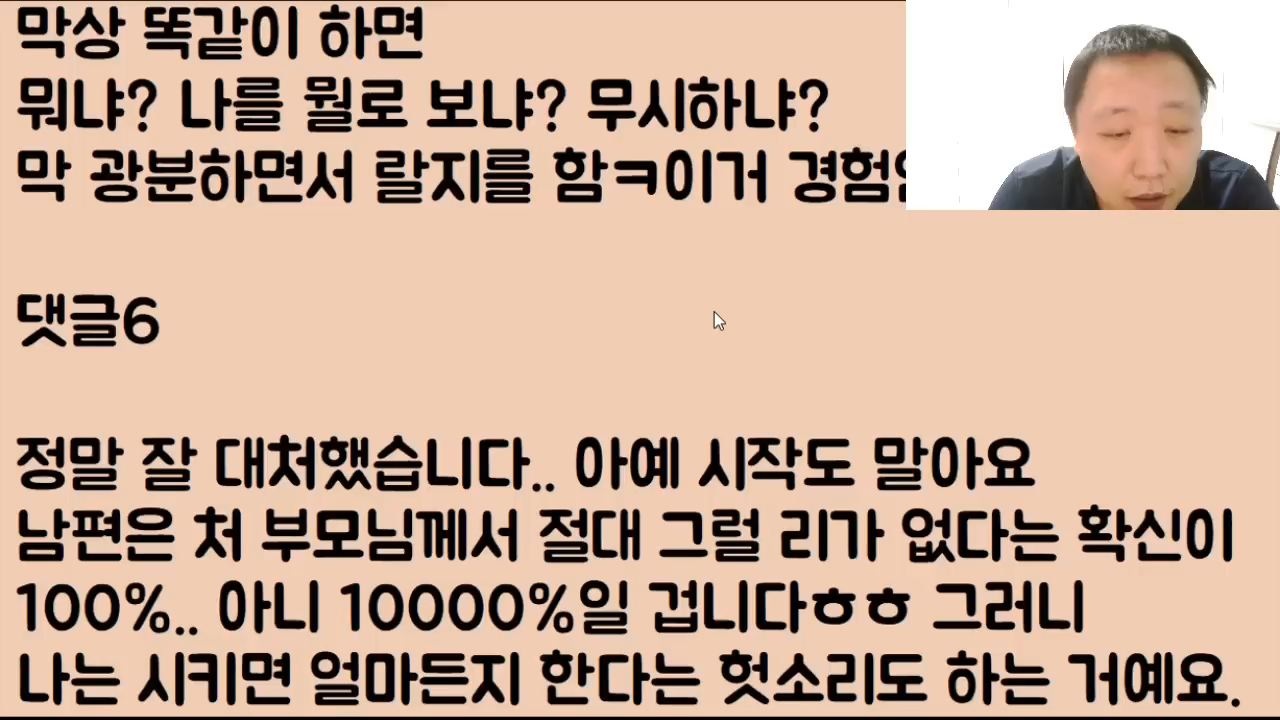 막상 똑같이 하면
뭐냐? 나를 뭘로 보냐? 무시하냐?
막 광분하면서 랄지를 함ㅋ이거
댓글6
정말 잘 대처했습니다.. 아예 시작도 말아요
남편은 처 부모님께서 절대 그럴 리가 없다는 확신이
100%.. 아니 10000%일 겁니다ㅎㅎ 그러니
나는 시키면 얼마든지 한다는 헛소리도 하는 거예요.